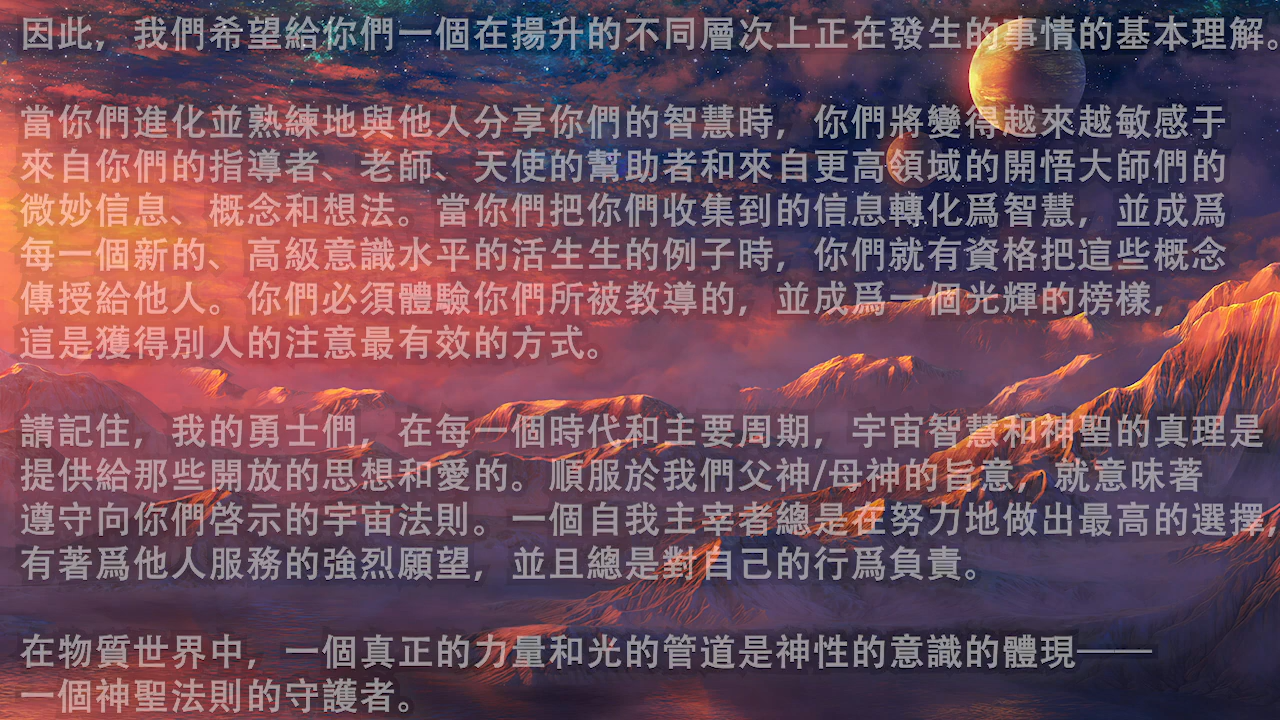 因此，我們希望給你們一個在揚升的不同層次上正在發生的事情的基本理解。
當你們進化並熟練地與他人分享你們的智慧時，你們將變得越來越敏感于
來自你們的指導者、老師、天使的幫助者和來自更高領域的開悟大師們的
微妙信息、概念和想法。當你們把你們收集到的信息轉化爲智慧，並成爲
每一個新的、高級意識水平的活生生的例子時，你們就有資格把這些概念
傳授給他人。你們必須體驗你們所被教導的，並成爲一個光輝的榜樣，
這是獲得別人的注意最有效的方式。
請記住，我的勇士們，在每一個時代和主要周期，宇宙智慧和神聖的真理是
提供給那些開放的思想和愛的。順服於我們父神/母神的旨意，就意味著
遵守向你們啓示的宇宙法則。一個自我主宰者總是在努力地做出最高的選擇，
有著爲他人服務的強烈願望，並且總是對自己的行爲負責。
在物質世界中，一個真正的力量和光的管道是神性的意識的體現——
一個神聖法則的守護者。